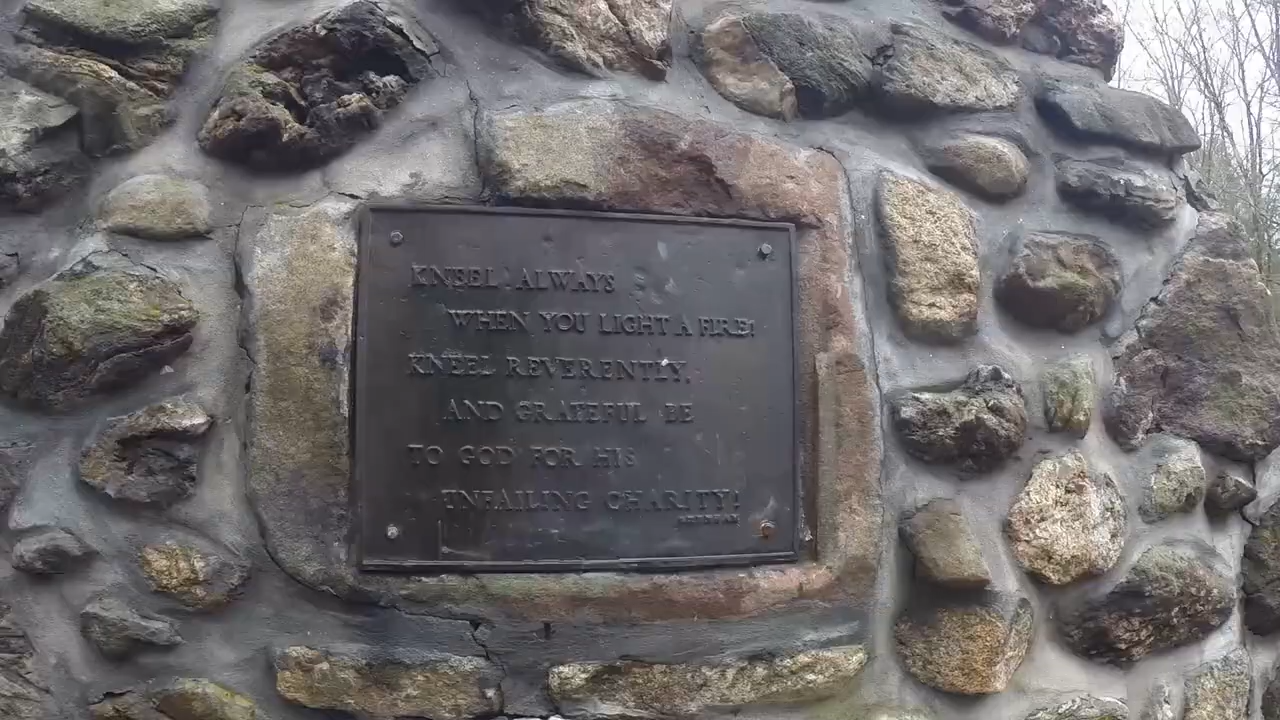 KNEEL ALWAYS
WHEN YOU LIGHT A FIRE!
KNEEL REVERENTLY,
AND GRATEFUL BE
TO GOD FOR HIS
UNFAILING CHARITY!